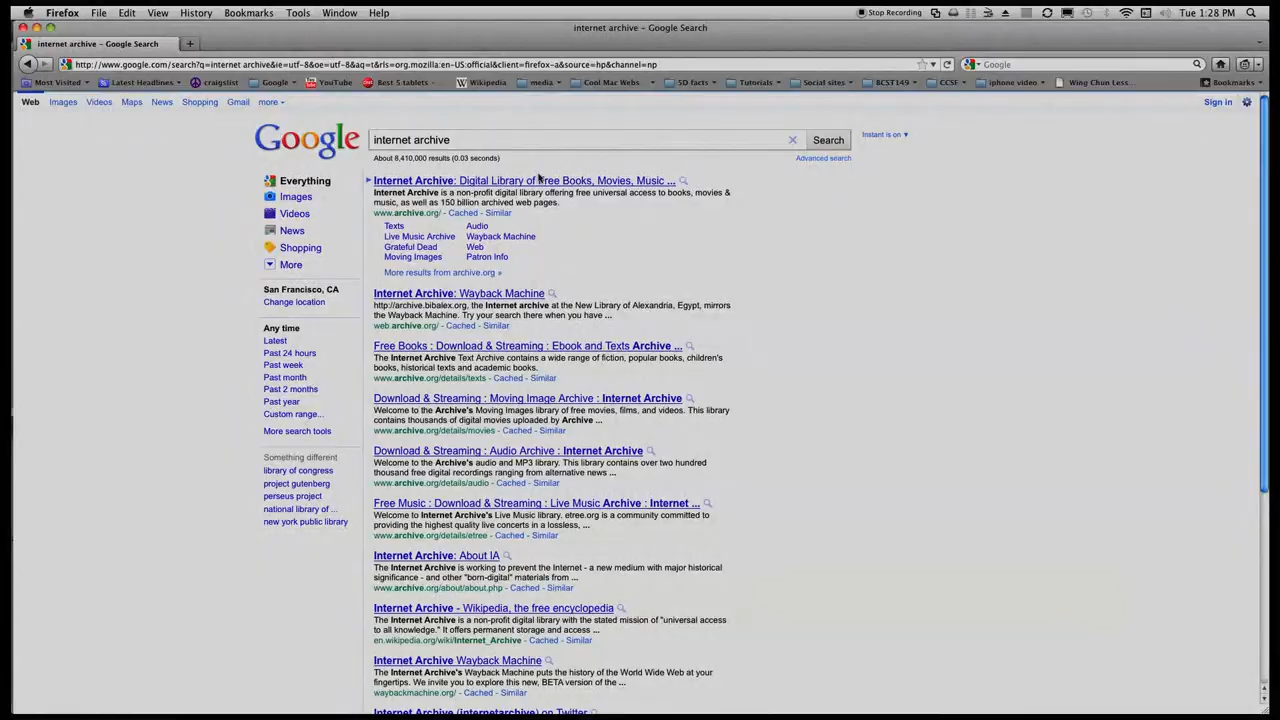 Firefox File Edit View History Bookmarks Tools Window Help Stop Recording Tue 1:28 PM
internet archive - Google Search
internet archive - Google Search
http://www.google.com/search?q=internet archive&ie=utf-8&oe=utf-8&aq=t&rls=org.mozilla:en-US:official&client=firefox-a&source=hp&channel=np Google
Most Visited Latest Headlines craigslist Google YouTube Best 5 tablets Wikipedia media Cool Mac Webs 5D facts Tutorials Social sites BCST149 CCSF iphone video Wing Chun Less... Bookmarks
Web Images Videos Maps News Shopping Gmail more Sign in
Google internet archive Search Instant is on
About 8,410,000 results (0.03 seconds) Advanced search
Everything
Images
Videos
News
Shopping
More
San Francisco, CA
Change location
Any time
Latest
Past 24 hours
Past week
Past month
Past 2 months
Past year
Custom range...
More search tools
Something different
library of congress
project gutenberg
perseus project
national library of ...
new york public library
Internet Archive: Digital Library of Free Books, Movies, Music ...
Internet Archive is a non-profit digital library offering free universal access to books, movies &
music, as well as 150 billion archived web pages.
www.archive.org/ - Cached - Similar
Texts Audio
Live Music Archive Wayback Machine
Grateful Dead Web
Moving Images Patron Info
More results from archive.org »
Internet Archive: Wayback Machine
http://archive.bibalex.org, the Internet archive at the New Library of Alexandria, Egypt, mirrors
the Wayback Machine. Try your search there when you have ...
web.archive.org/ - Cached - Similar
Free Books : Download & Streaming : Ebook and Texts Archive ...
The Internet Archive Text Archive contains a wide range of fiction, popular books, children's
books, historical texts and academic books.
www.archive.org/details/texts - Cached - Similar
Download & Streaming : Moving Image Archive : Internet Archive
Welcome to the Archive's Moving Images library of free movies, films, and videos. This library
contains thousands of digital movies uploaded by Archive ...
www.archive.org/details/movies - Cached - Similar
Download & Streaming : Audio Archive : Internet Archive
Welcome to the Archive's audio and MP3 library. This library contains over two hundred
thousand free digital recordings ranging from alternative news ...
www.archive.org/details/audio - Cached - Similar
Free Music : Download & Streaming : Live Music Archive : Internet ...
Welcome to Internet Archive's Live Music library. etree.org is a community committed to
providing the highest quality live concerts in a lossless, ...
www.archive.org/details/etree - Cached - Similar
Internet Archive: About IA
The Internet Archive is working to prevent the Internet - a new medium with major historical
significance - and other "born-digital" materials from ...
www.archive.org/about/about.php - Cached - Similar
Internet Archive - Wikipedia, the free encyclopedia
The Internet Archive is a non-profit digital library with the stated mission of "universal access
to all knowledge." It offers permanent storage and access ...
en.wikipedia.org/wiki/Internet_Archive - Cached - Similar
Internet Archive Wayback Machine
The Internet Archive's Wayback Machine puts the history of the World Wide Web at your
fingertips. We invite you to explore this new, BETA version of the ...
waybackmachine.org/ - Cached - Similar
Internet Archive (internetarchive) on Twitter